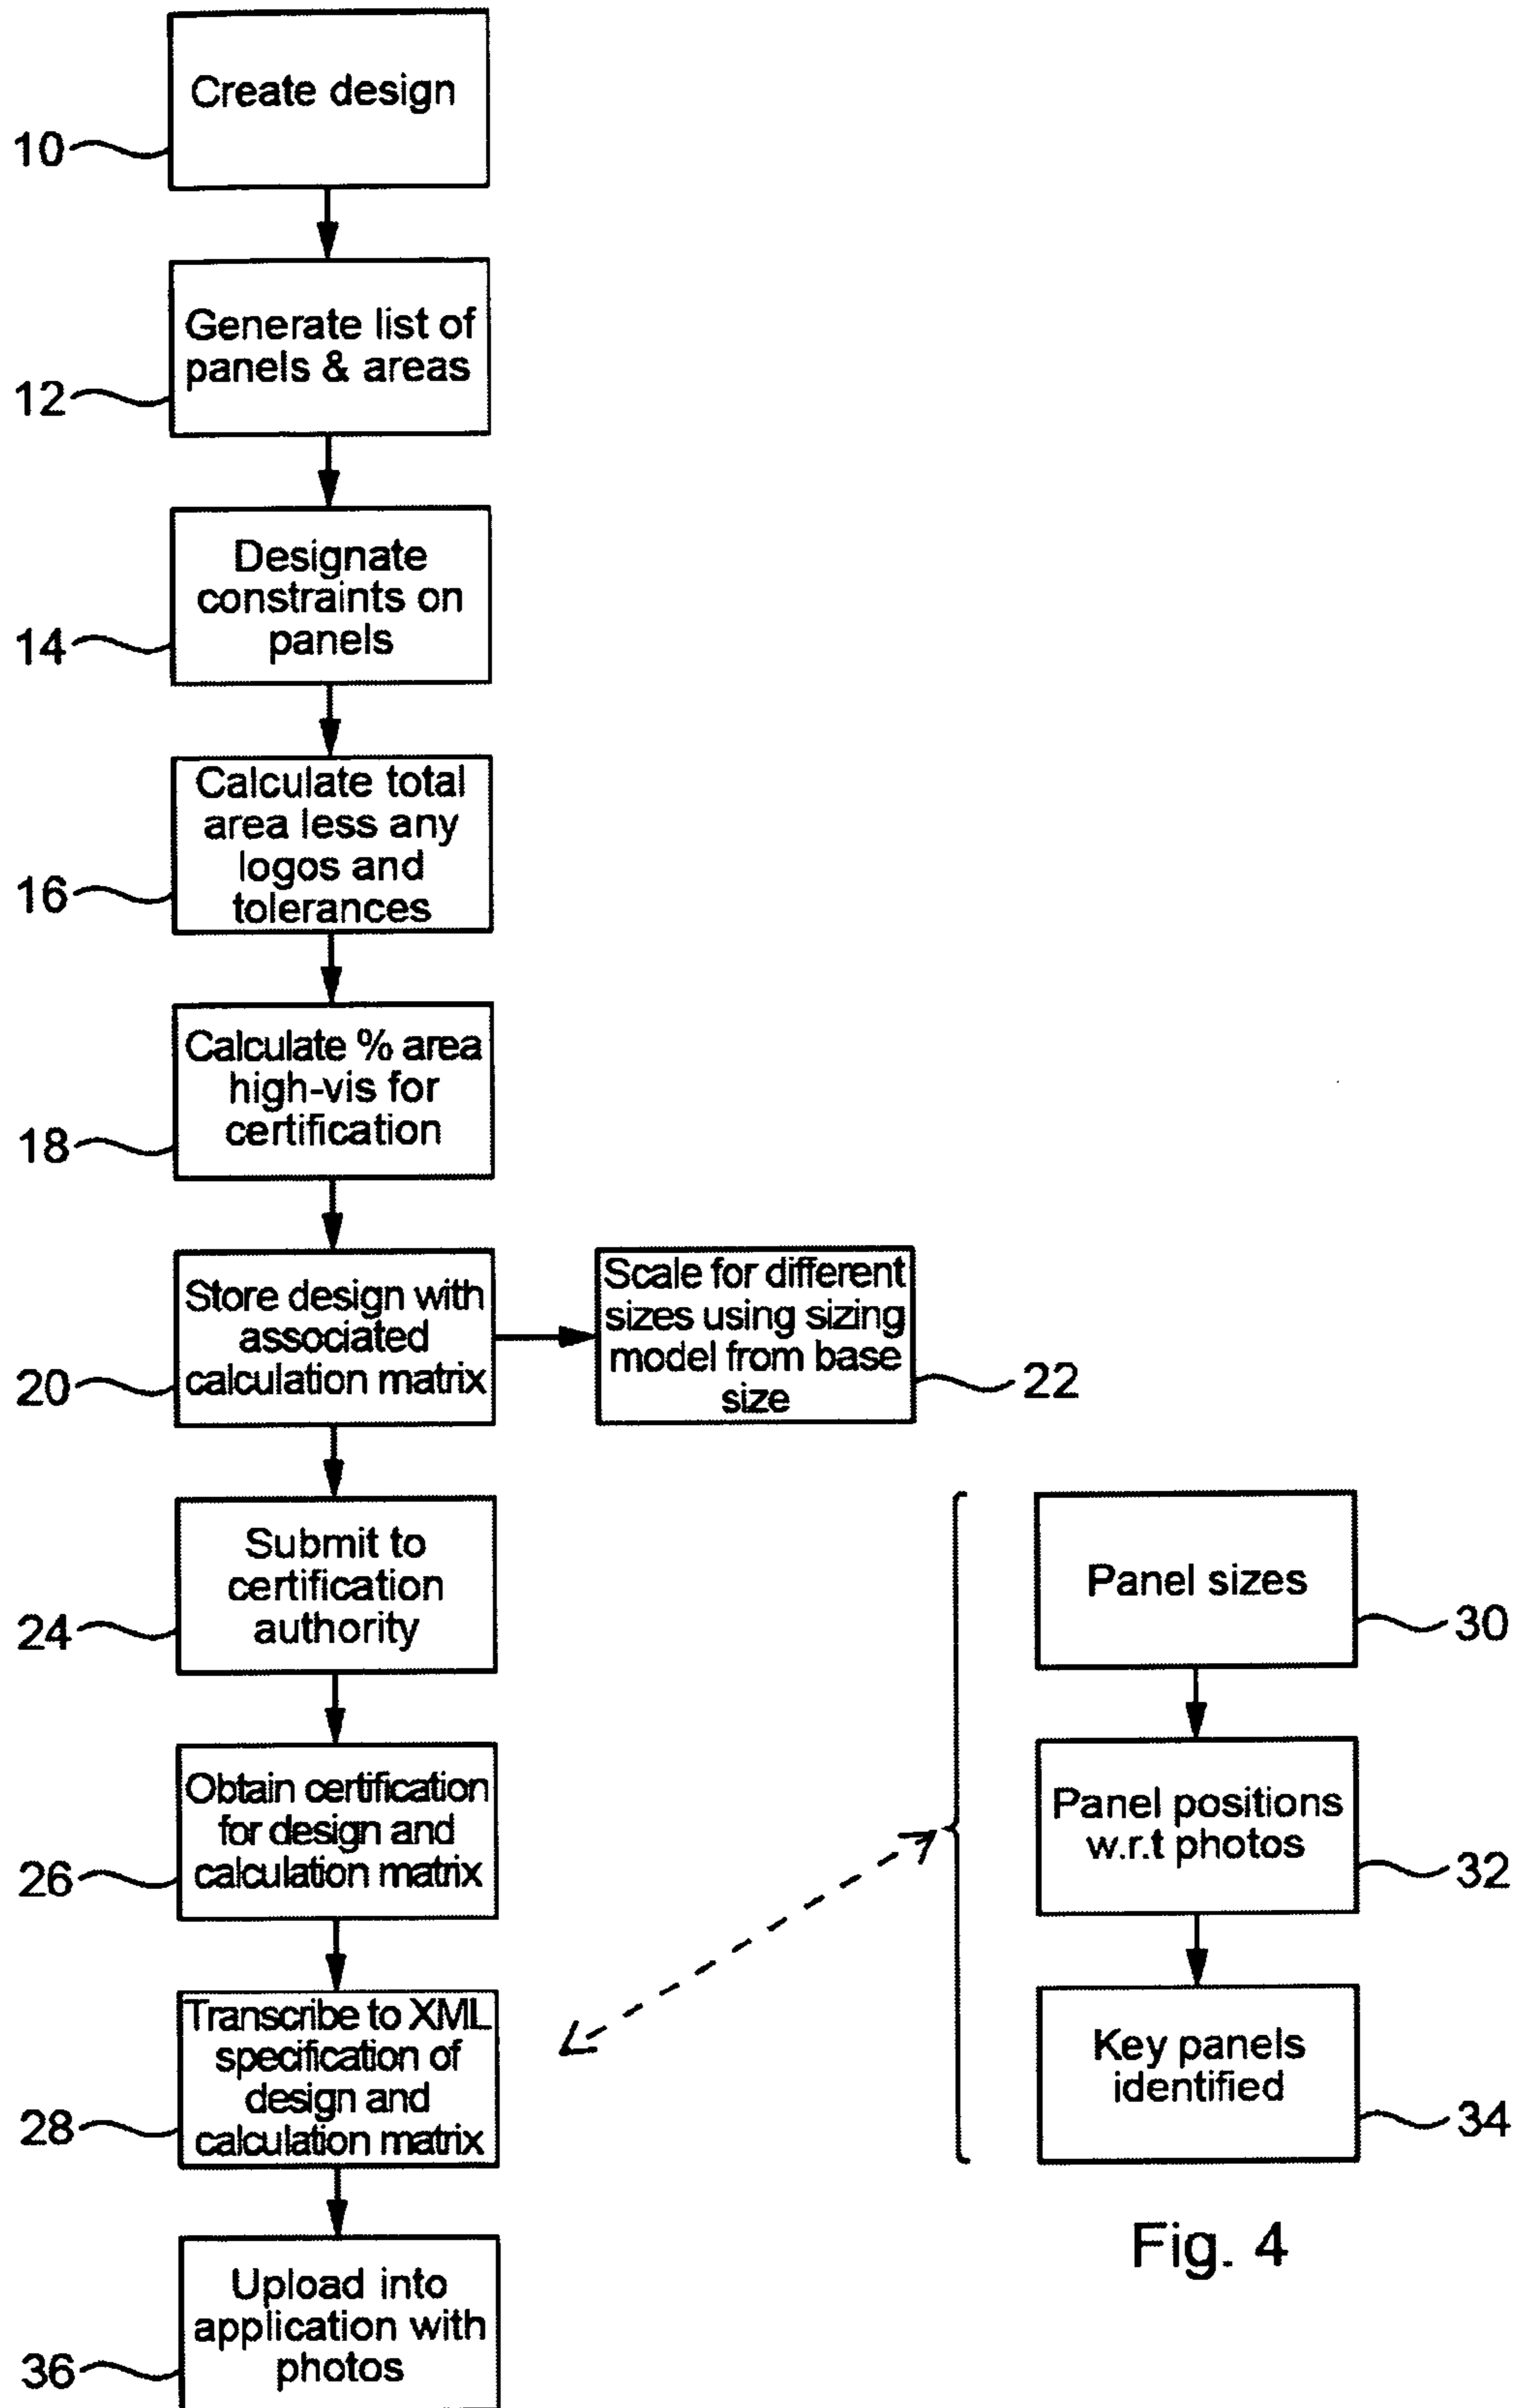 Create design
10
Generate list of
panels & areas
12
Designate
constraints on
panels
14
Calculate total
area less any
logos and
tolerances
16
Calculate % area
high-vis for
certification
18
Store design with
associated
calculation matrix
20
Scale for different
sizes using sizing
model from base
size
22
Submit to
certification
authority
24
Obtain certification
for design and
calculation matrix
26
Transcribe to XML
specification of
design and
calculation matrix
28
Panel sizes
30
Panel positions
w.r.t photos
32
Key panels
identified
34
Upload into
application with
photos
36
Fig. 4